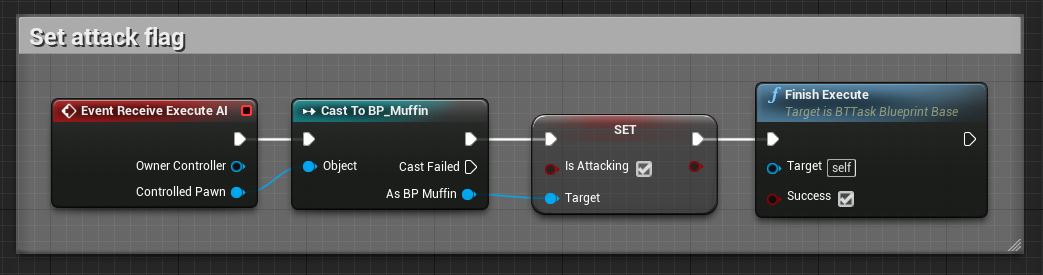 Set attack flag
Event Receive Execute AI
Owner Controller
Controlled Pawn
Cast To BP_Muffin
Object
Cast Failed
As BP Muffin
SET
Is Attacking
Target
Finish Execute
Target is BTTask Blueprint Base
Target self
Success